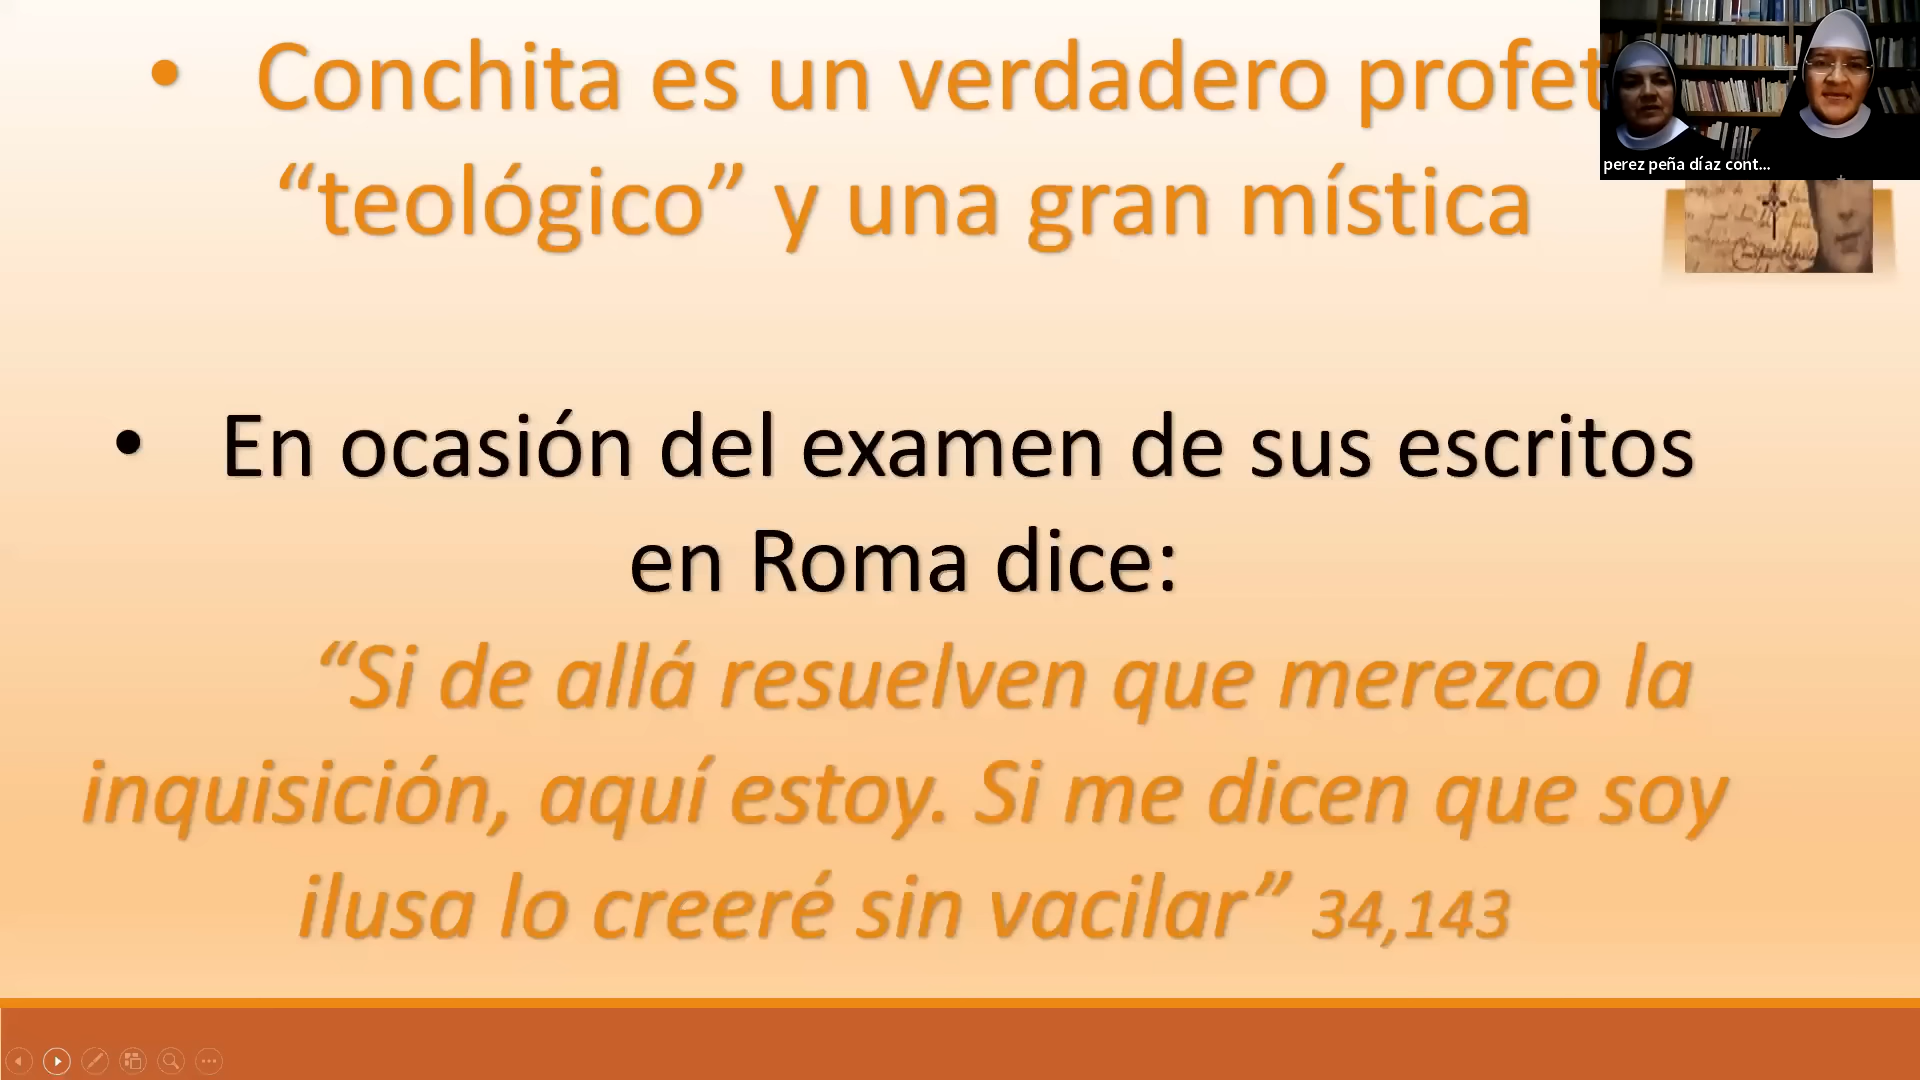 • Conchita es un verdadero profet
“teológico” y una gran mística
perez peña díaz cont...
• En ocasión del examen de sus escritos
en Roma dice:
“Si de allá resuelven que merezco la
inquisición, aquí estoy. Si me dicen que soy
ilusa lo creeré sin vacilar” 34,143